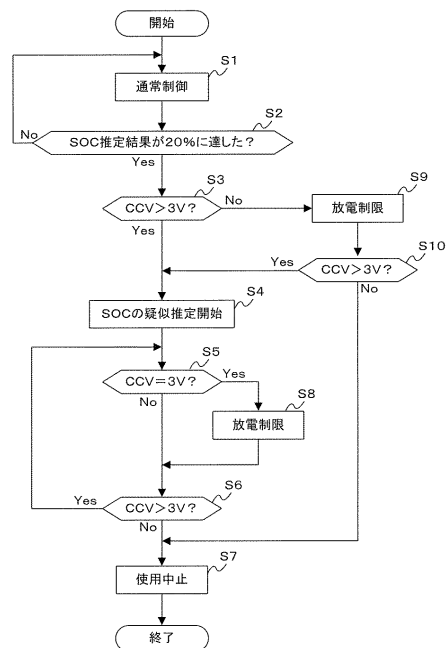 開始
S1
通常制御
S2
SOC推定結果が20%に達した?
No
Yes
S3
CCV>3V?
No
Yes
S9
放電制限
S10
CCV>3V?
Yes
No
S4
SOCの疑似推定開始
S5
CCV=3V?
Yes
No
S8
放電制限
S6
CCV>3V?
Yes
No
S7
使用中止
終了